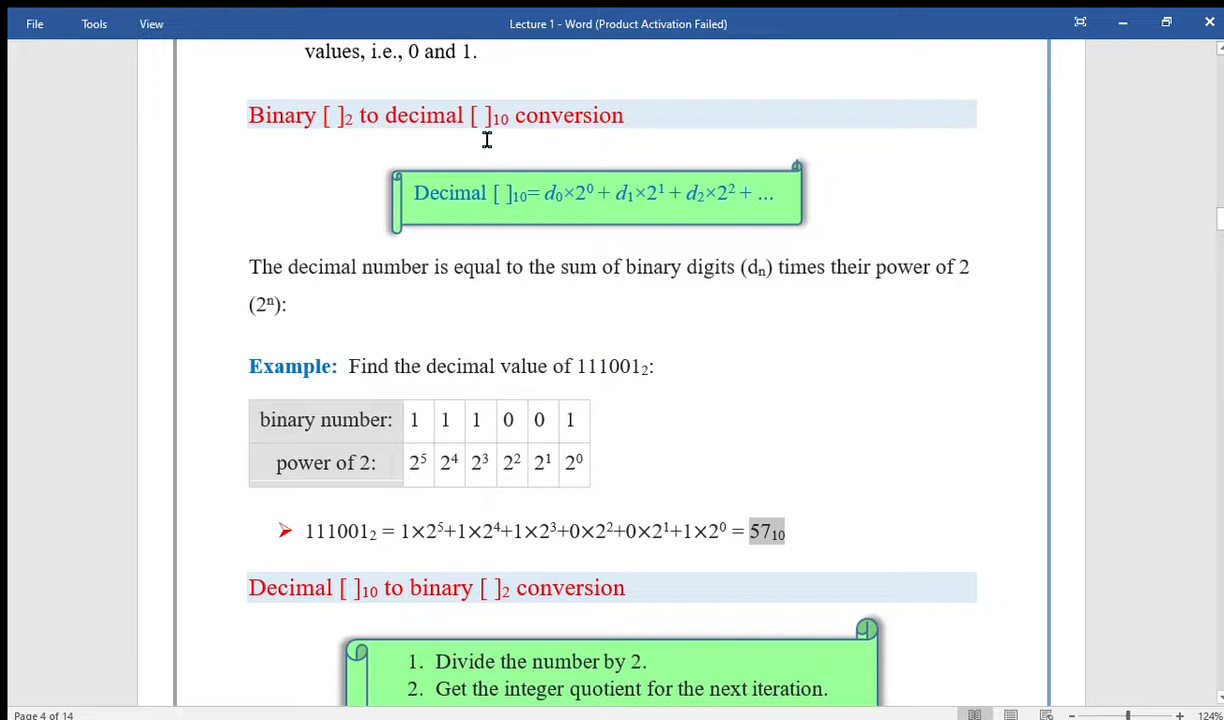 File Tools View Lecture 1 - Word (Product Activation Failed)
values, i.e., 0 and 1.
Binary [ ]₂ to decimal [ ]₁₀ conversion
Decimal [ ]₁₀= d₀×2⁰ + d₁×2¹ + d₂×2² + ...
The decimal number is equal to the sum of binary digits (dₙ) times their power of 2
(2ⁿ):
Example: Find the decimal value of 111001₂:
binary number: 1 1 1 0 0 1
power of 2: 2⁵ 2⁴ 2³ 2² 2¹ 2⁰
➢ 111001₂ = 1×2⁵+1×2⁴+1×2³+0×2²+0×2¹+1×2⁰ = 57₁₀
Decimal [ ]₁₀ to binary [ ]₂ conversion
1. Divide the number by 2.
2. Get the integer quotient for the next iteration.
Page 4 of 14 124%